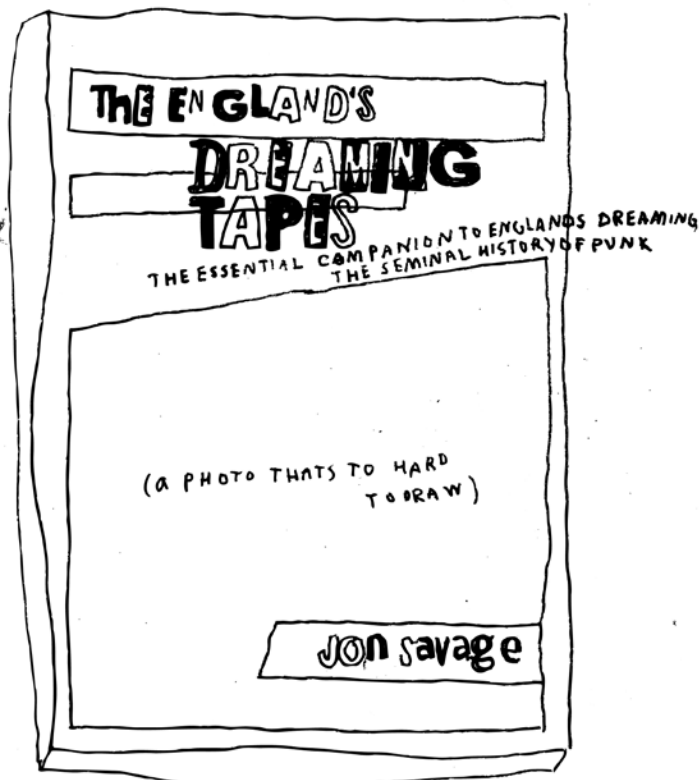 THE ENGLAND'S
DREAMING
TAPES
THE ESSENTIAL COMPANION TO ENGLANDS DREAMING,
THE SEMINAL HISTORY OF PUNK
(a PHOTO THATS TO HARD
TO DRAW)
Jon savage